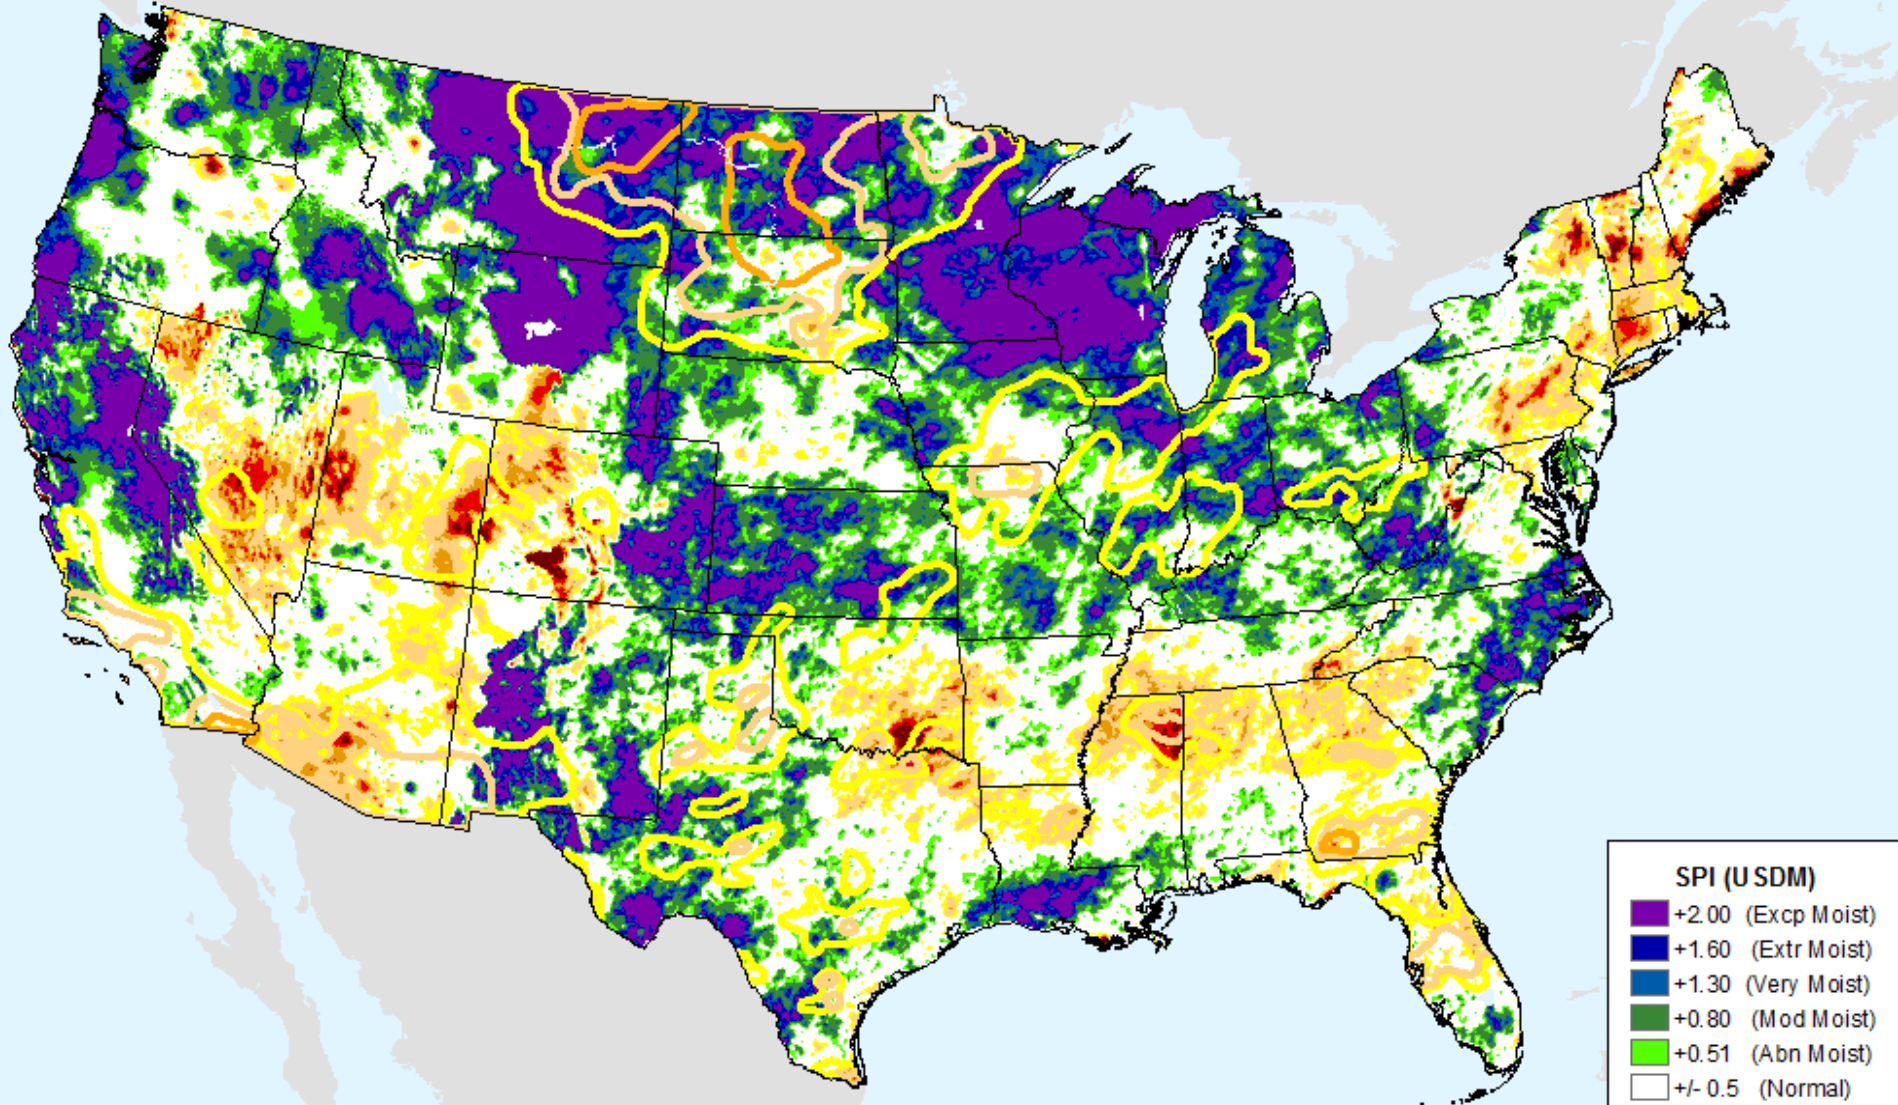 SPI (USDM)
+2.00 (Excp Moist)
+1.60 (Extr Moist)
+1.30 (Very Moist)
+0.80 (Mod Moist)
+0.51 (Abn Moist)
+/- 0.5 (Normal)